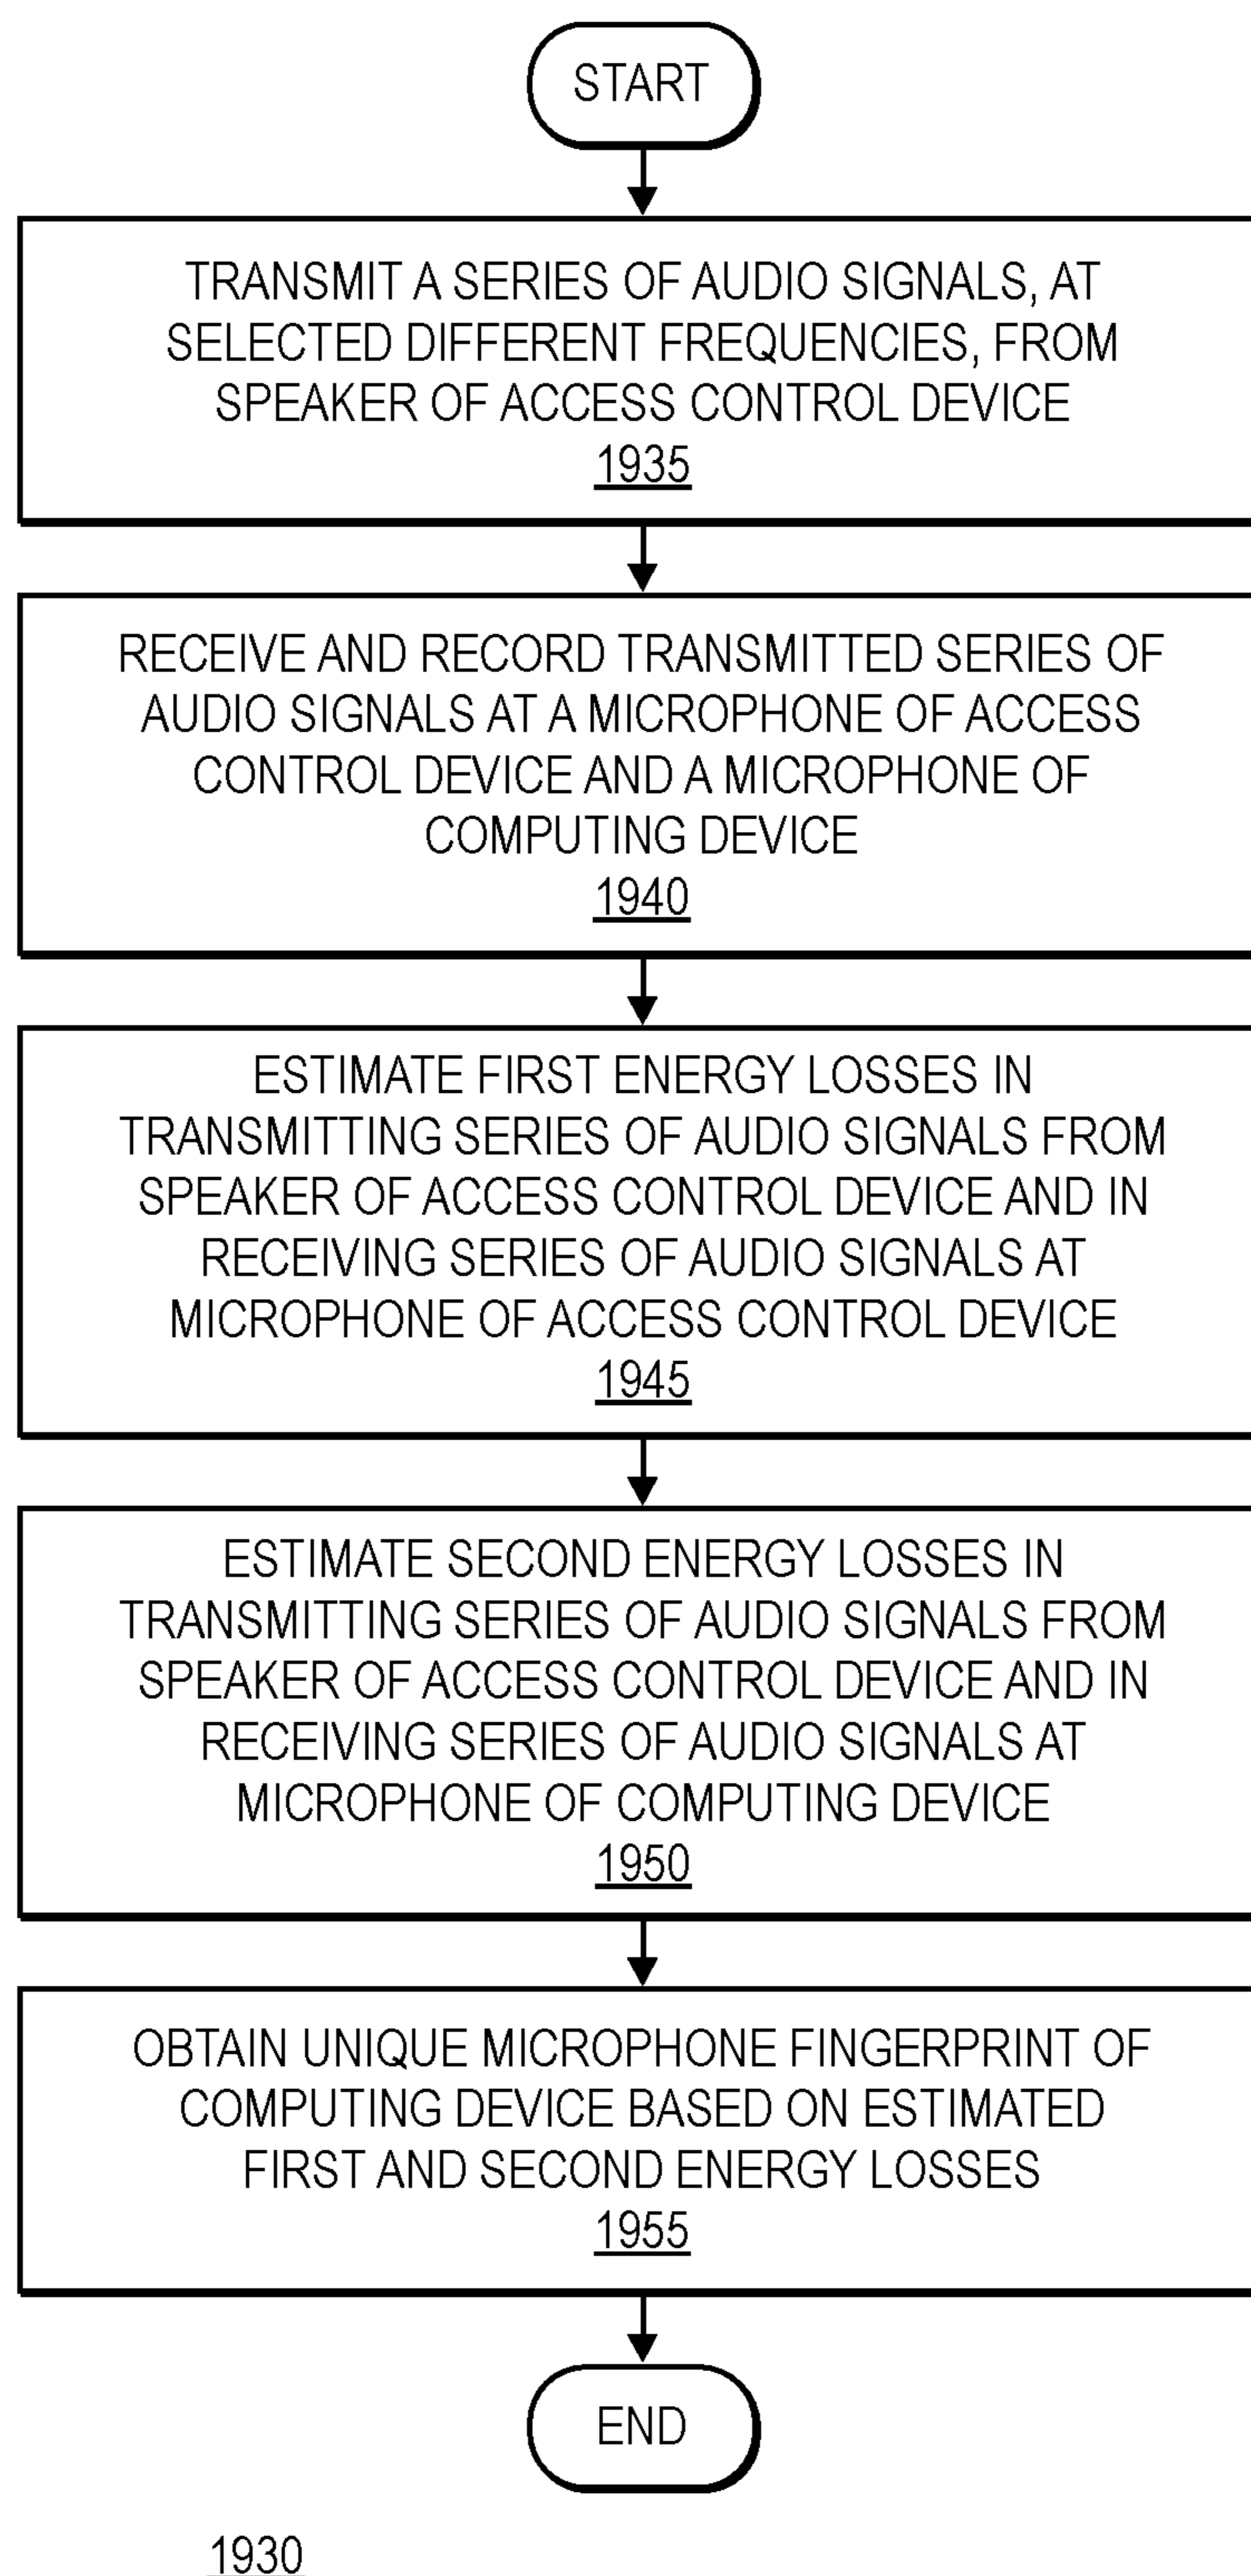 START
TRANSMIT A SERIES OF AUDIO SIGNALS, AT
SELECTED DIFFERENT FREQUENCIES, FROM
SPEAKER OF ACCESS CONTROL DEVICE
1935
RECEIVE AND RECORD TRANSMITTED SERIES OF
AUDIO SIGNALS AT A MICROPHONE OF ACCESS
CONTROL DEVICE AND A MICROPHONE OF
COMPUTING DEVICE
1940
ESTIMATE FIRST ENERGY LOSSES IN
TRANSMITTING SERIES OF AUDIO SIGNALS FROM
SPEAKER OF ACCESS CONTROL DEVICE AND IN
RECEIVING SERIES OF AUDIO SIGNALS AT
MICROPHONE OF ACCESS CONTROL DEVICE
1945
ESTIMATE SECOND ENERGY LOSSES IN
TRANSMITTING SERIES OF AUDIO SIGNALS FROM
SPEAKER OF ACCESS CONTROL DEVICE AND IN
RECEIVING SERIES OF AUDIO SIGNALS AT
MICROPHONE OF COMPUTING DEVICE
1950
OBTAIN UNIQUE MICROPHONE FINGERPRINT OF
COMPUTING DEVICE BASED ON ESTIMATED
FIRST AND SECOND ENERGY LOSSES
1955
END
1930